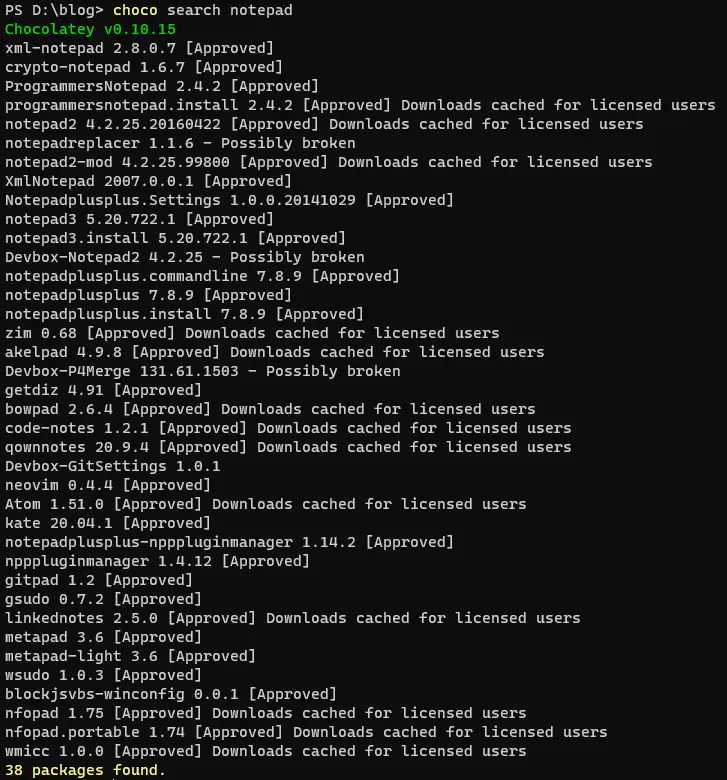 PS D:\blog> choco search notepad
Chocolatey v0.10.15
xml-notepad 2.8.0.7 [Approved]
crypto-notepad 1.6.7 [Approved]
ProgrammersNotepad 2.4.2 [Approved]
programmersnotepad.install 2.4.2 [Approved] Downloads cached for licensed users
notepad2 4.2.25.20160422 [Approved] Downloads cached for licensed users
notepadreplacer 1.1.6 - Possibly broken
notepad2-mod 4.2.25.99800 [Approved] Downloads cached for licensed users
XmlNotepad 2007.0.0.1 [Approved]
Notepadplusplus.Settings 1.0.0.20141029 [Approved]
notepad3 5.20.722.1 [Approved]
notepad3.install 5.20.722.1 [Approved]
Devbox-Notepad2 4.2.25 - Possibly broken
notepadplusplus.commandline 7.8.9 [Approved]
notepadplusplus 7.8.9 [Approved]
notepadplusplus.install 7.8.9 [Approved]
zim 0.68 [Approved] Downloads cached for licensed users
akelpad 4.9.8 [Approved] Downloads cached for licensed users
Devbox-P4Merge 131.61.1503 - Possibly broken
getdiz 4.91 [Approved]
bowpad 2.6.4 [Approved] Downloads cached for licensed users
code-notes 1.2.1 [Approved] Downloads cached for licensed users
qownnotes 20.9.4 [Approved] Downloads cached for licensed users
Devbox-GitSettings 1.0.1
neovim 0.4.4 [Approved]
Atom 1.51.0 [Approved] Downloads cached for licensed users
kate 20.04.1 [Approved]
notepadplusplus-npppluginmanager 1.14.2 [Approved]
npppluginmanager 1.4.12 [Approved]
gitpad 1.2 [Approved]
gsudo 0.7.2 [Approved]
linkednotes 2.5.0 [Approved] Downloads cached for licensed users
metapad 3.6 [Approved]
metapad-light 3.6 [Approved]
wsudo 1.0.3 [Approved]
blockjsvbs-winconfig 0.0.1 [Approved]
nfopad 1.75 [Approved] Downloads cached for licensed users
nfopad.portable 1.74 [Approved] Downloads cached for licensed users
wmicc 1.0.0 [Approved] Downloads cached for licensed users
38 packages found.